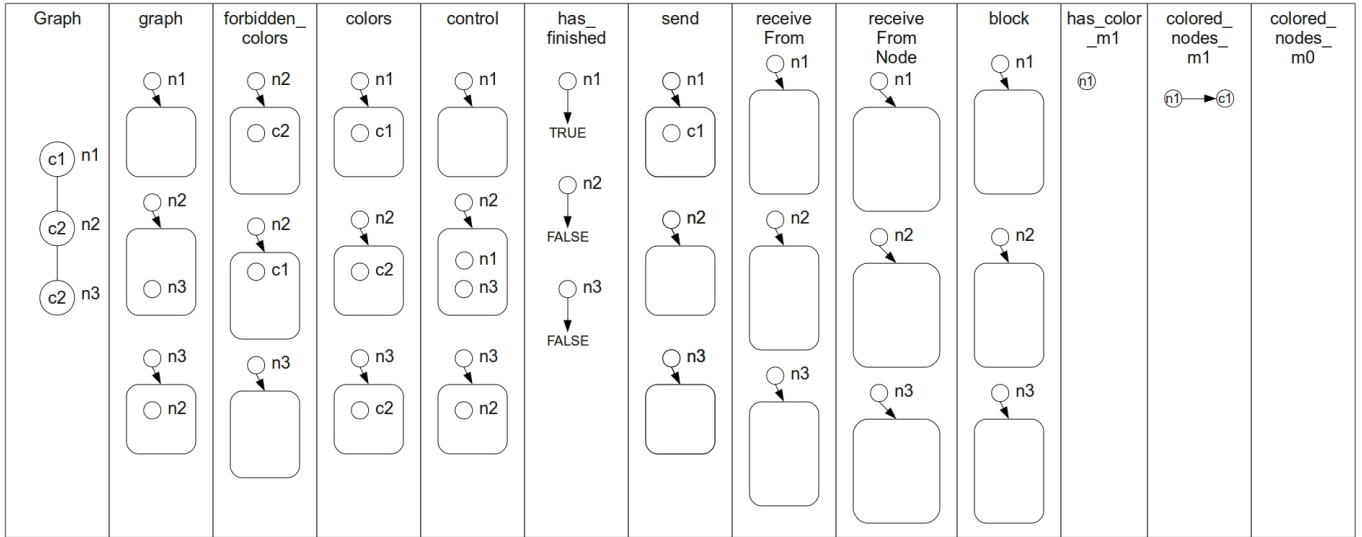 Graph
c1 n1
c2 n2
c2 n3
graph
n1
n2
n3
n3
n2
forbidden_
colors
n2
c2
n2
c1
n3
colors
n1
c1
n2
c2
n3
c2
control
n1
n2
n1
n3
n3
n2
has_
finished
n1
TRUE
n2
FALSE
n3
FALSE
send
n1
c1
n2
n3
receive
From
n1
n2
n3
receive
From
Node
n1
n2
n3
block
n1
n2
n3
has_color
_m1
n1
colored_
nodes_
m1
n1 c1
colored_
nodes_
m0